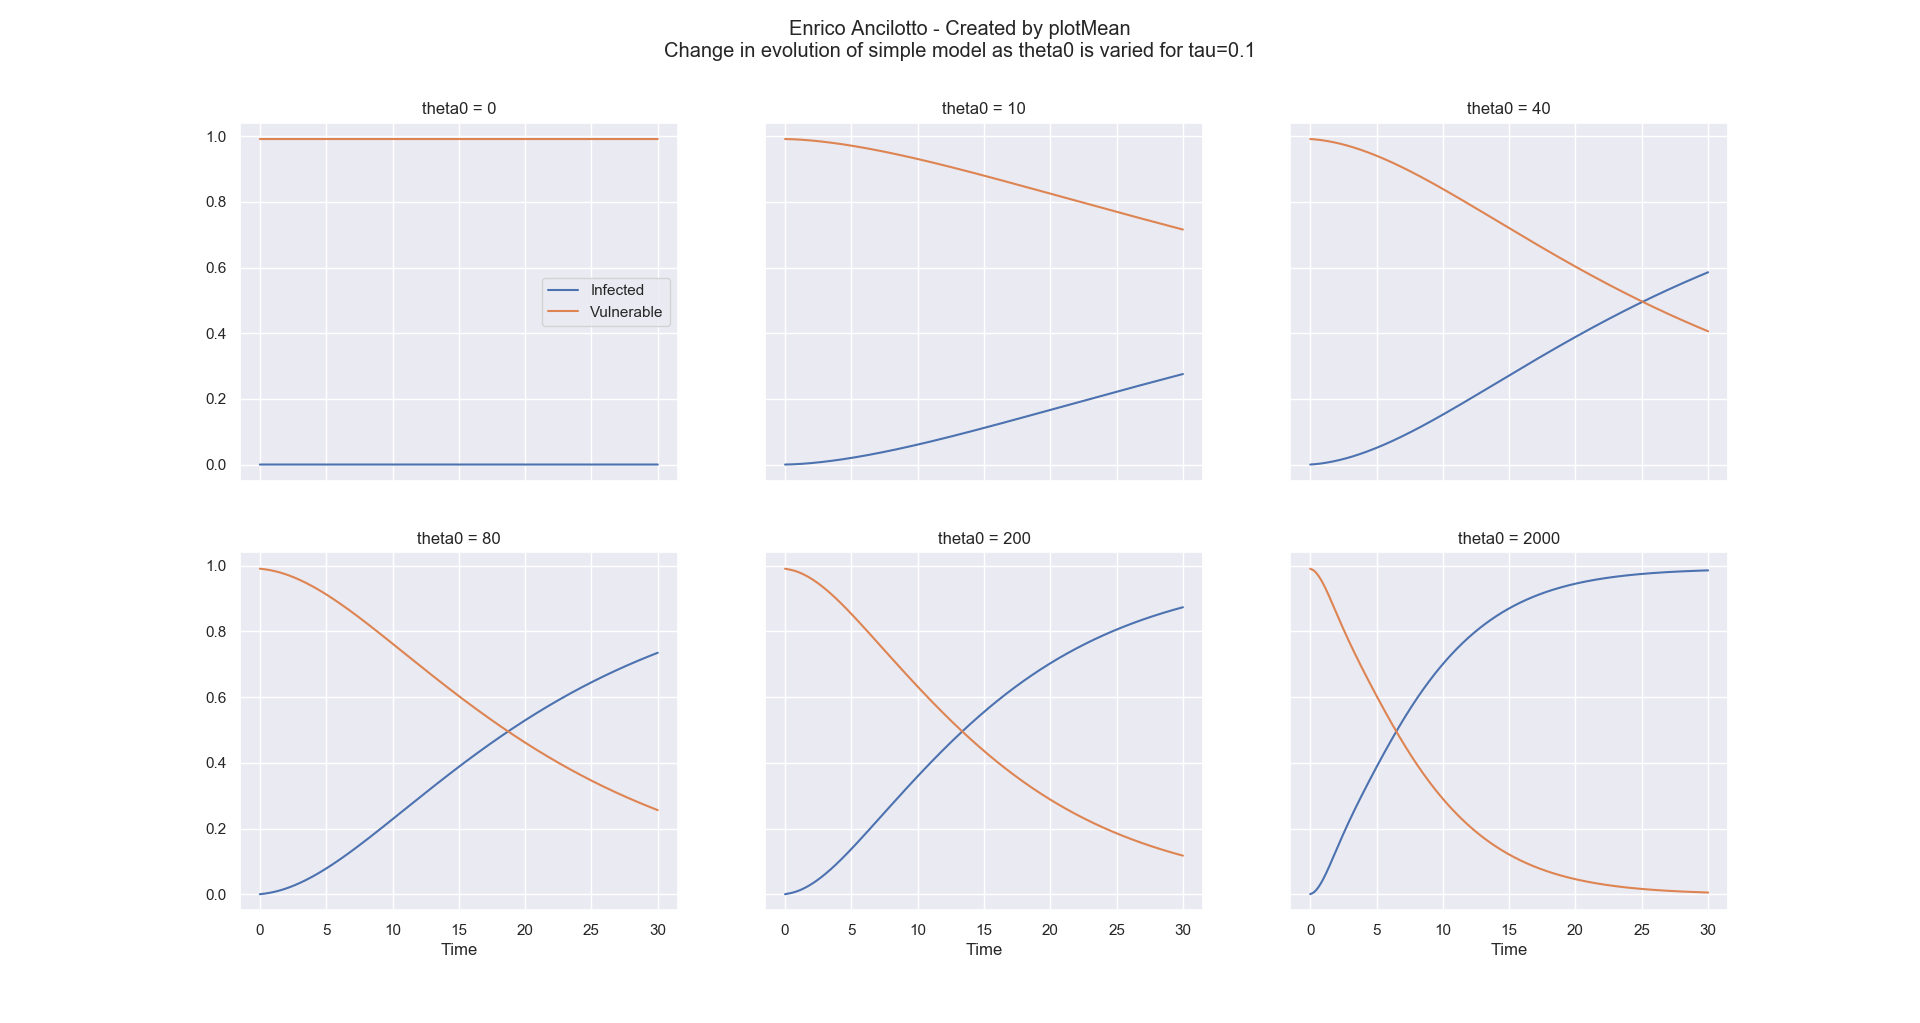 Enrico Ancilotto - Created by plotMean
Change in evolution of simple model as theta0 is varied for tau=0.1
theta0 = 0
theta0 = 10
theta0 = 40
1.0
0.8
0.6
0.4
0.2
0.0
Infected
Vulnerable
theta0 = 80
theta0 = 200
theta0 = 2000
1.0
0.8
0.6
0.4
0.2
0.0
0 5 10 15 20 25 30
Time
0 5 10 15 20 25 30
Time
0 5 10 15 20 25 30
Time